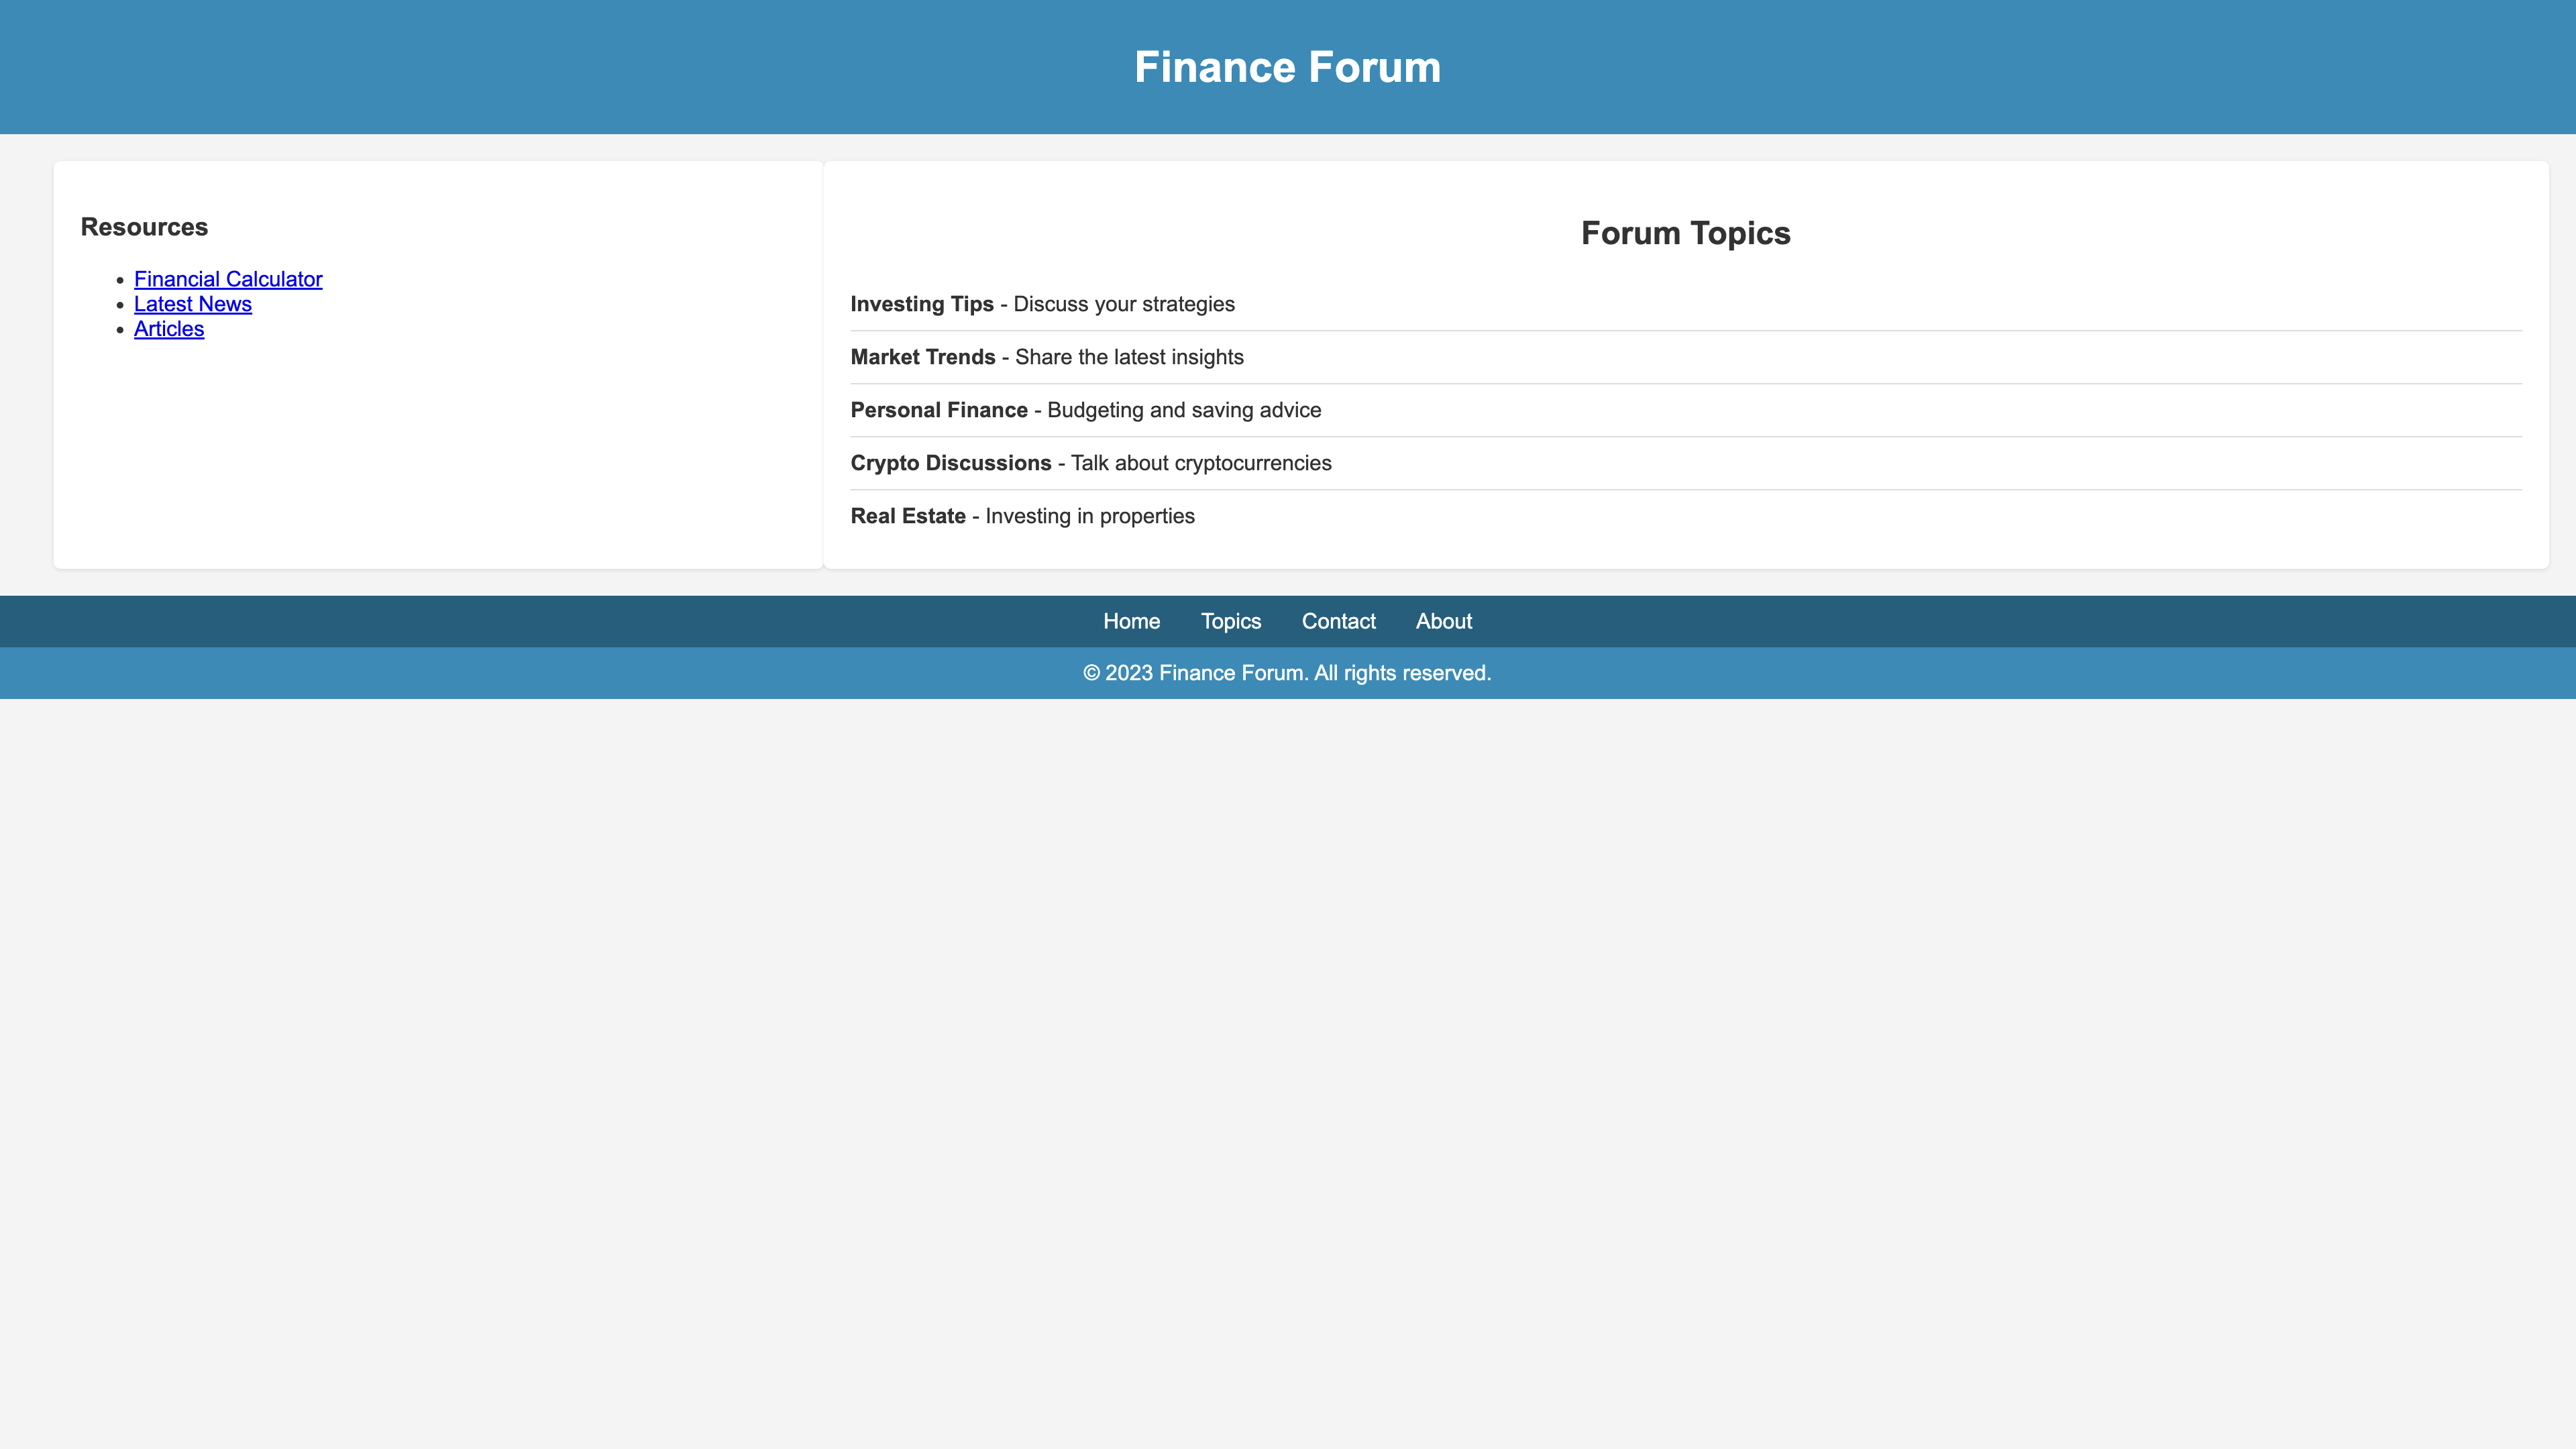 Finance Forum
Resources
Financial Calculator
Latest News
Articles
Forum Topics
Investing Tips - Discuss your strategies
Market Trends - Share the latest insights
Personal Finance - Budgeting and saving advice
Crypto Discussions - Talk about cryptocurrencies
Real Estate - Investing in properties
Home Topics Contact About
© 2023 Finance Forum. All rights reserved.